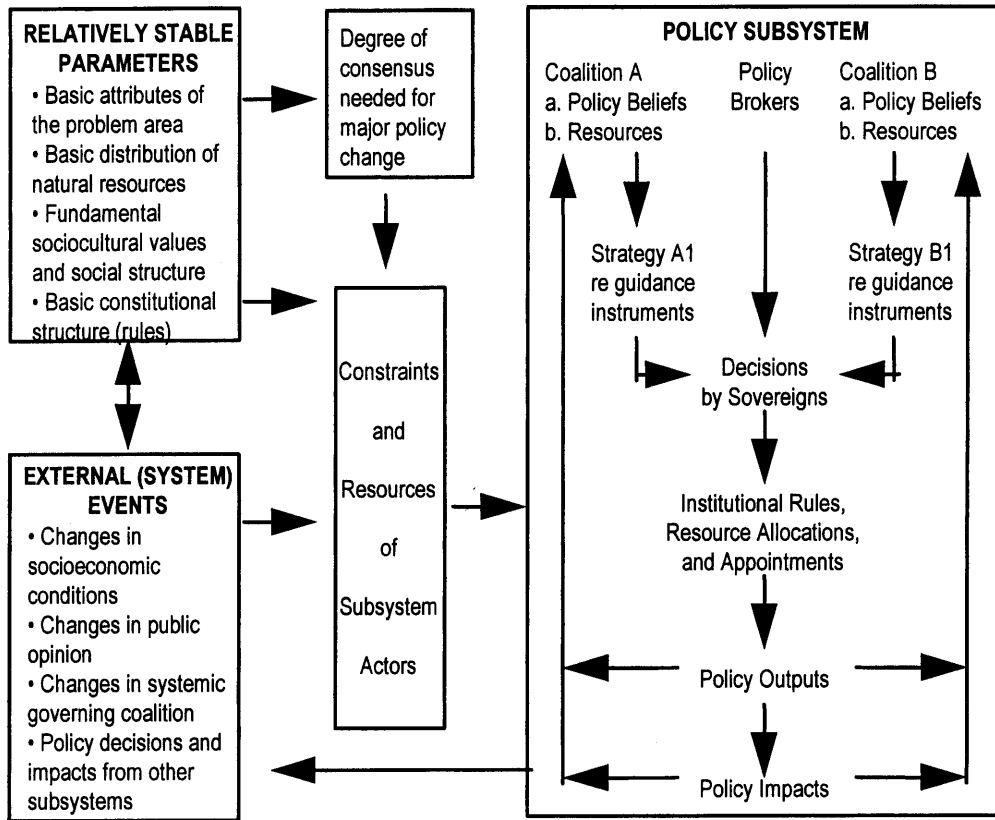 RELATIVELY STABLE
PARAMETERS
• Basic attributes of
the problem area
• Basic distribution of
natural resources
• Fundamental
sociocultural values
and social structure
• Basic constitutional
structure (rules)
Degree of
consensus
needed for
major policy
change
EXTERNAL (SYSTEM)
EVENTS
• Changes in
socioeconomic
conditions
• Changes in public
opinion
• Changes in systemic
governing coalition
• Policy decisions and
impacts from other
subsystems
Constraints
and
Resources
of
Subsystem
Actors
POLICY SUBSYSTEM
Coalition A
a. Policy Beliefs
b. Resources
Policy
Brokers
Coalition B
a. Policy Beliefs
b. Resources
Strategy A1
re guidance
instruments
Strategy B1
re guidance
instruments
Decisions
by Sovereigns
Institutional Rules,
Resource Allocations,
and Appointments
Policy Outputs
Policy Impacts